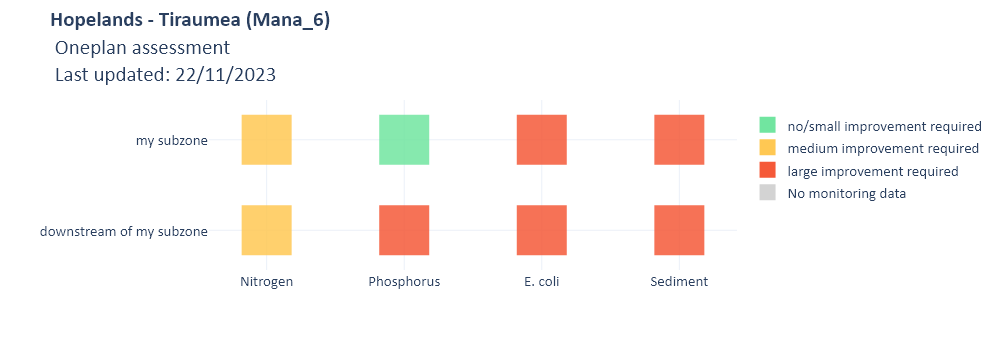 Hopelands - Tiraumea (Mana_6)
Oneplan assessment
Last updated: 22/11/2023
my subzone
downstream of my subzone
Nitrogen
Phosphorus
E. coli
Sediment
no/small improvement required
medium improvement required
large improvement required
No monitoring data